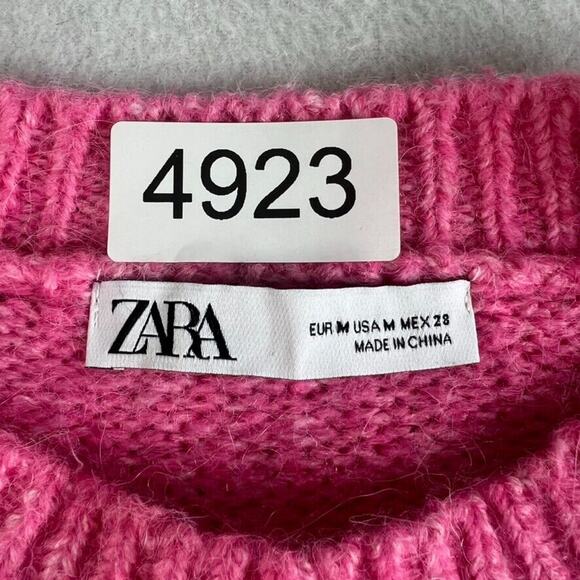 4923
ZARA
EUR M USA M MEX 28
MADE IN CHINA